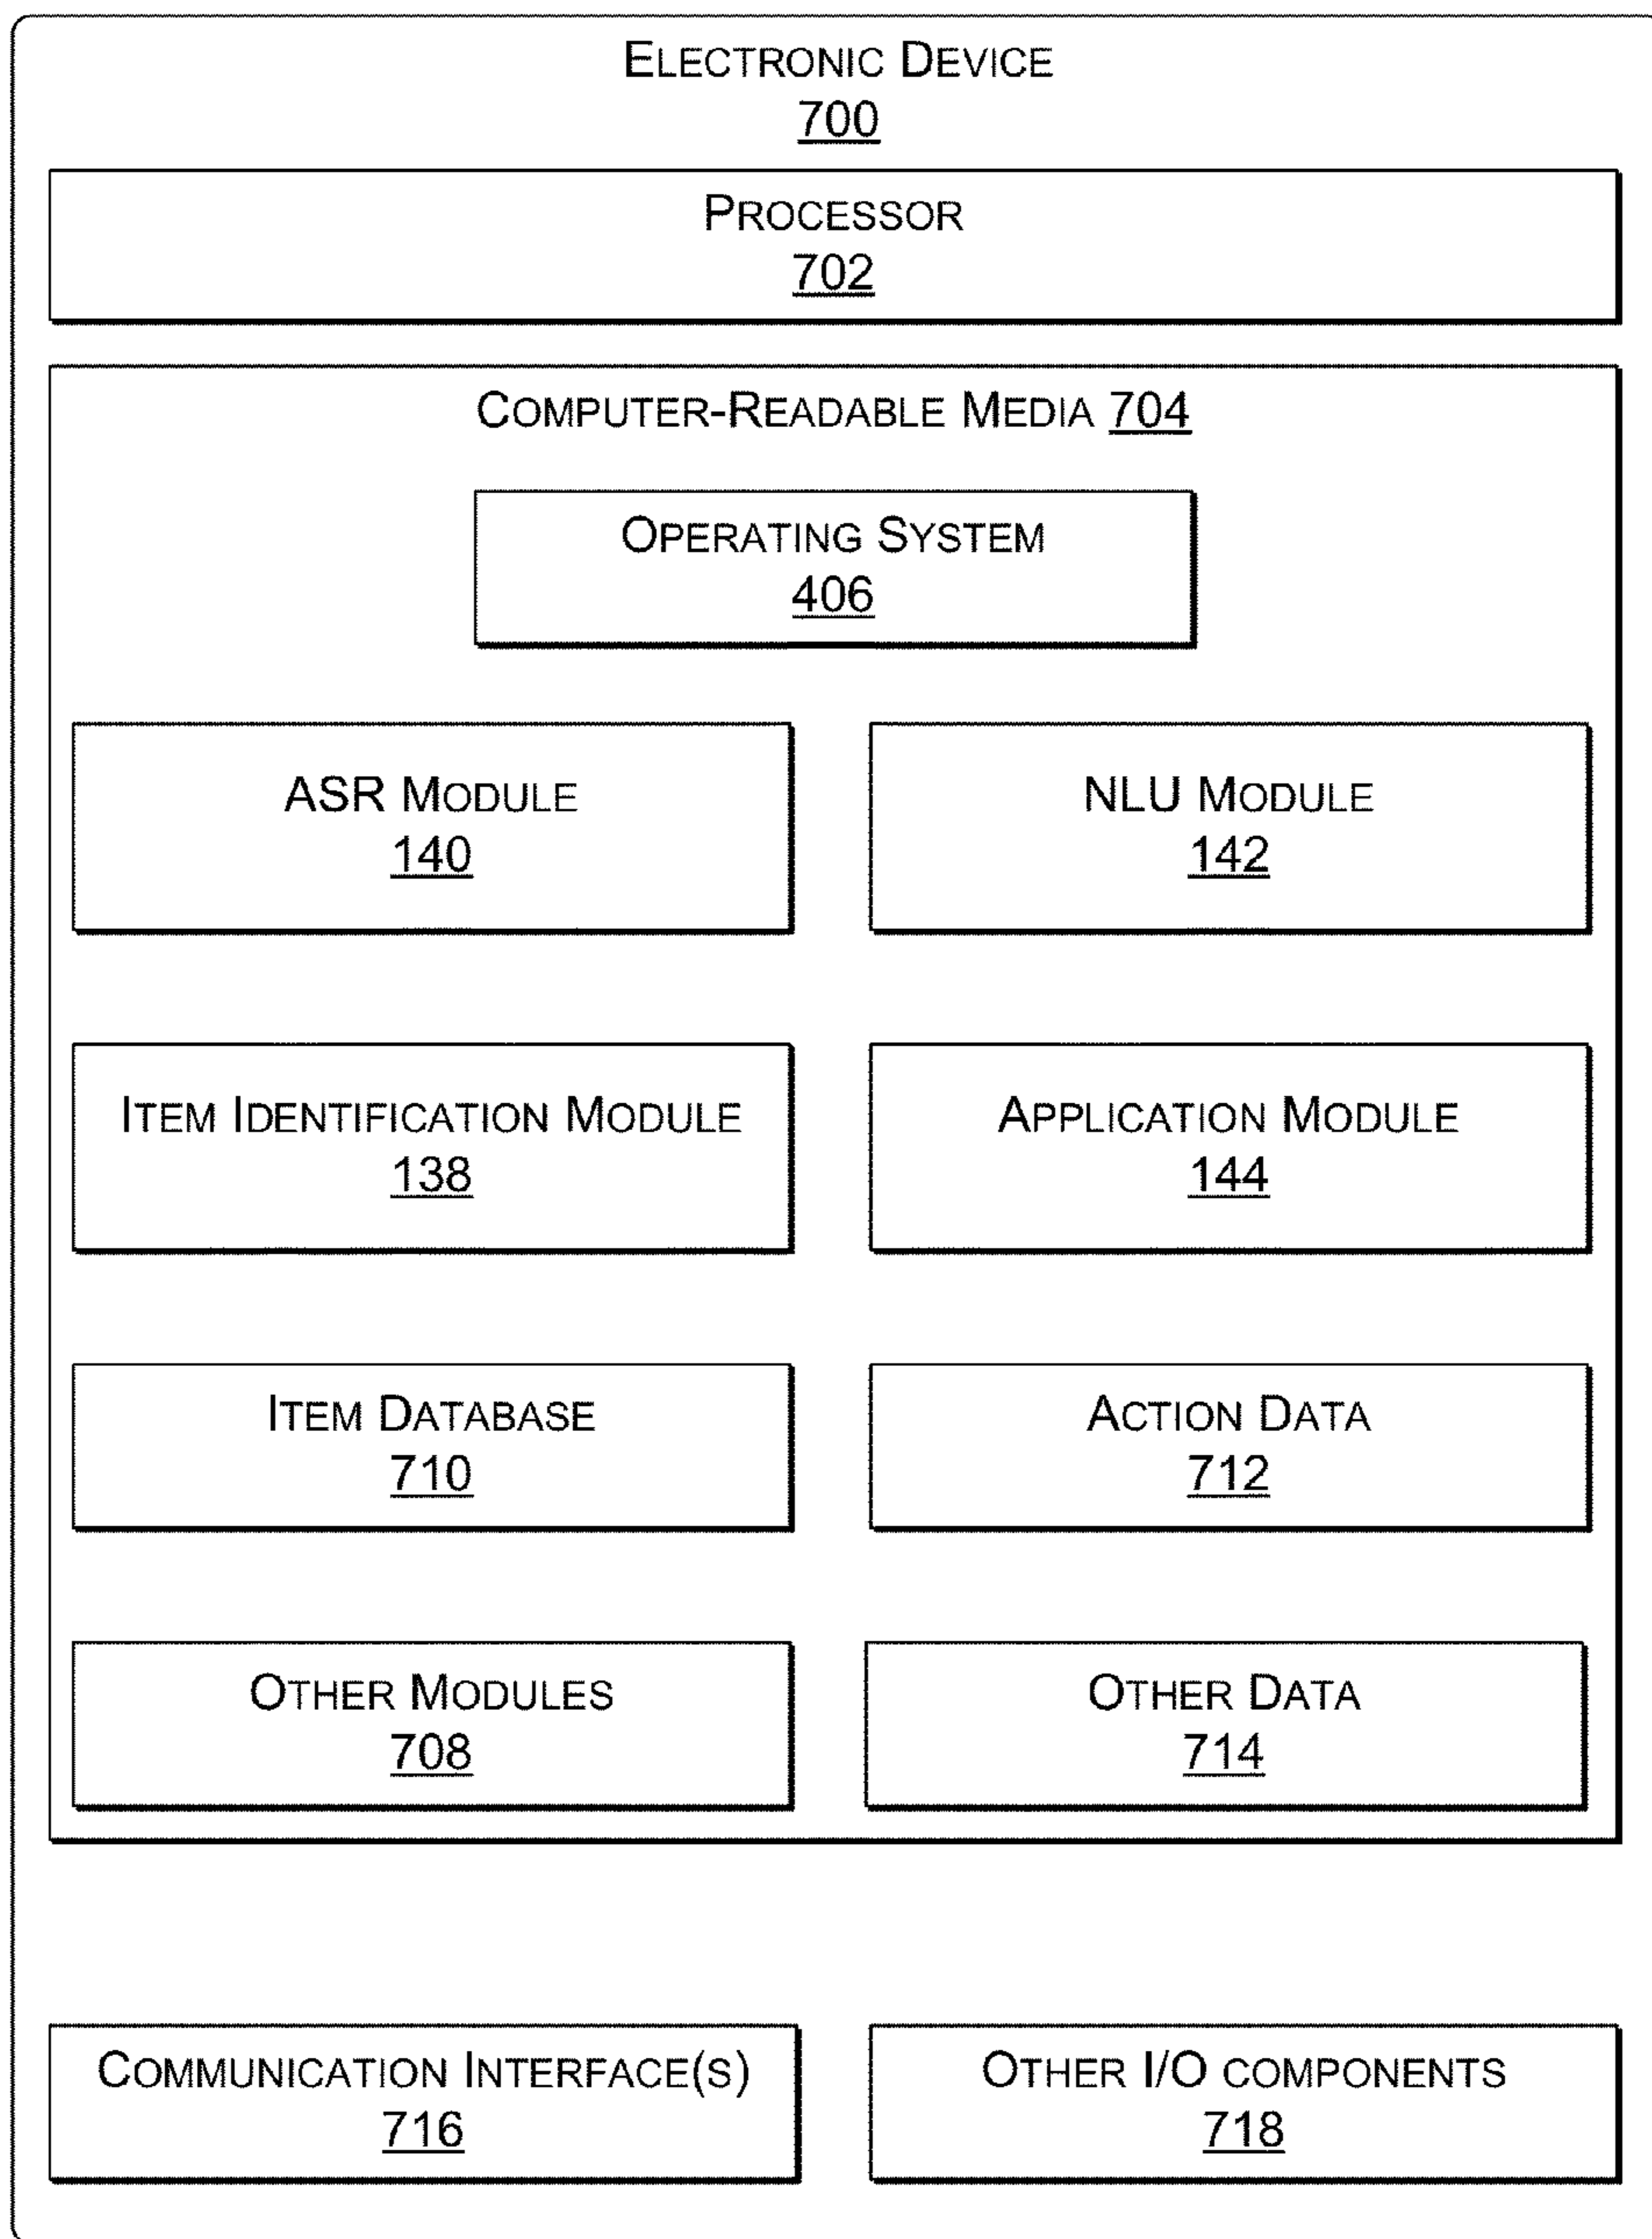 ELECTRONIC DEVICE
700
PROCESSOR
702
COMPUTER-READABLE MEDIA 704
OPERATING SYSTEM
406
ASR MODULE
140
NLU MODULE
142
ITEM IDENTIFICATION MODULE
138
APPLICATION MODULE
144
ITEM DATABASE
710
ACTION DATA
712
OTHER MODULES
708
OTHER DATA
714
COMMUNICATION INTERFACE(S)
716
OTHER I/O COMPONENTS
718